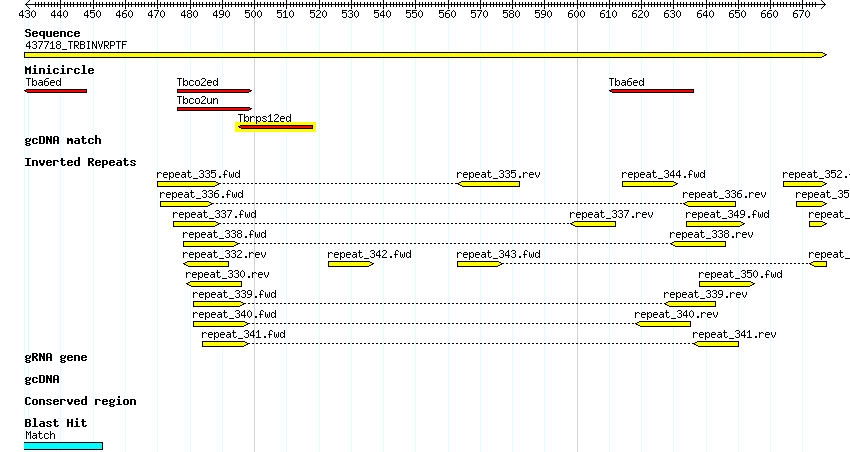 430 440 450 460 470 480 490 500 510 520 530 540 550 560 570 580 590 600 610 620 630 640 650 660 670
Sequence
437718_TRBINVRPTF
Minicircle
Tba6ed Tbco2ed Tba6ed
Tbco2un
Tbrps12ed
gcDNA match
Inverted Repeats
repeat_335.fwd repeat_335.rev repeat_344.fwd repeat_352.
repeat_336.fwd repeat_336.rev repeat_35
repeat_337.fwd repeat_337.rev repeat_349.fwd repeat_
repeat_338.fwd repeat_338.rev
repeat_332.rev repeat_342.fwd repeat_343.fwd repeat_
repeat_330.rev repeat_350.fwd
repeat_339.fwd repeat_339.rev
repeat_340.fwd repeat_340.rev
repeat_341.fwd repeat_341.rev
gRNA gene
gcDNA
Conserved region
Blast Hit
Match